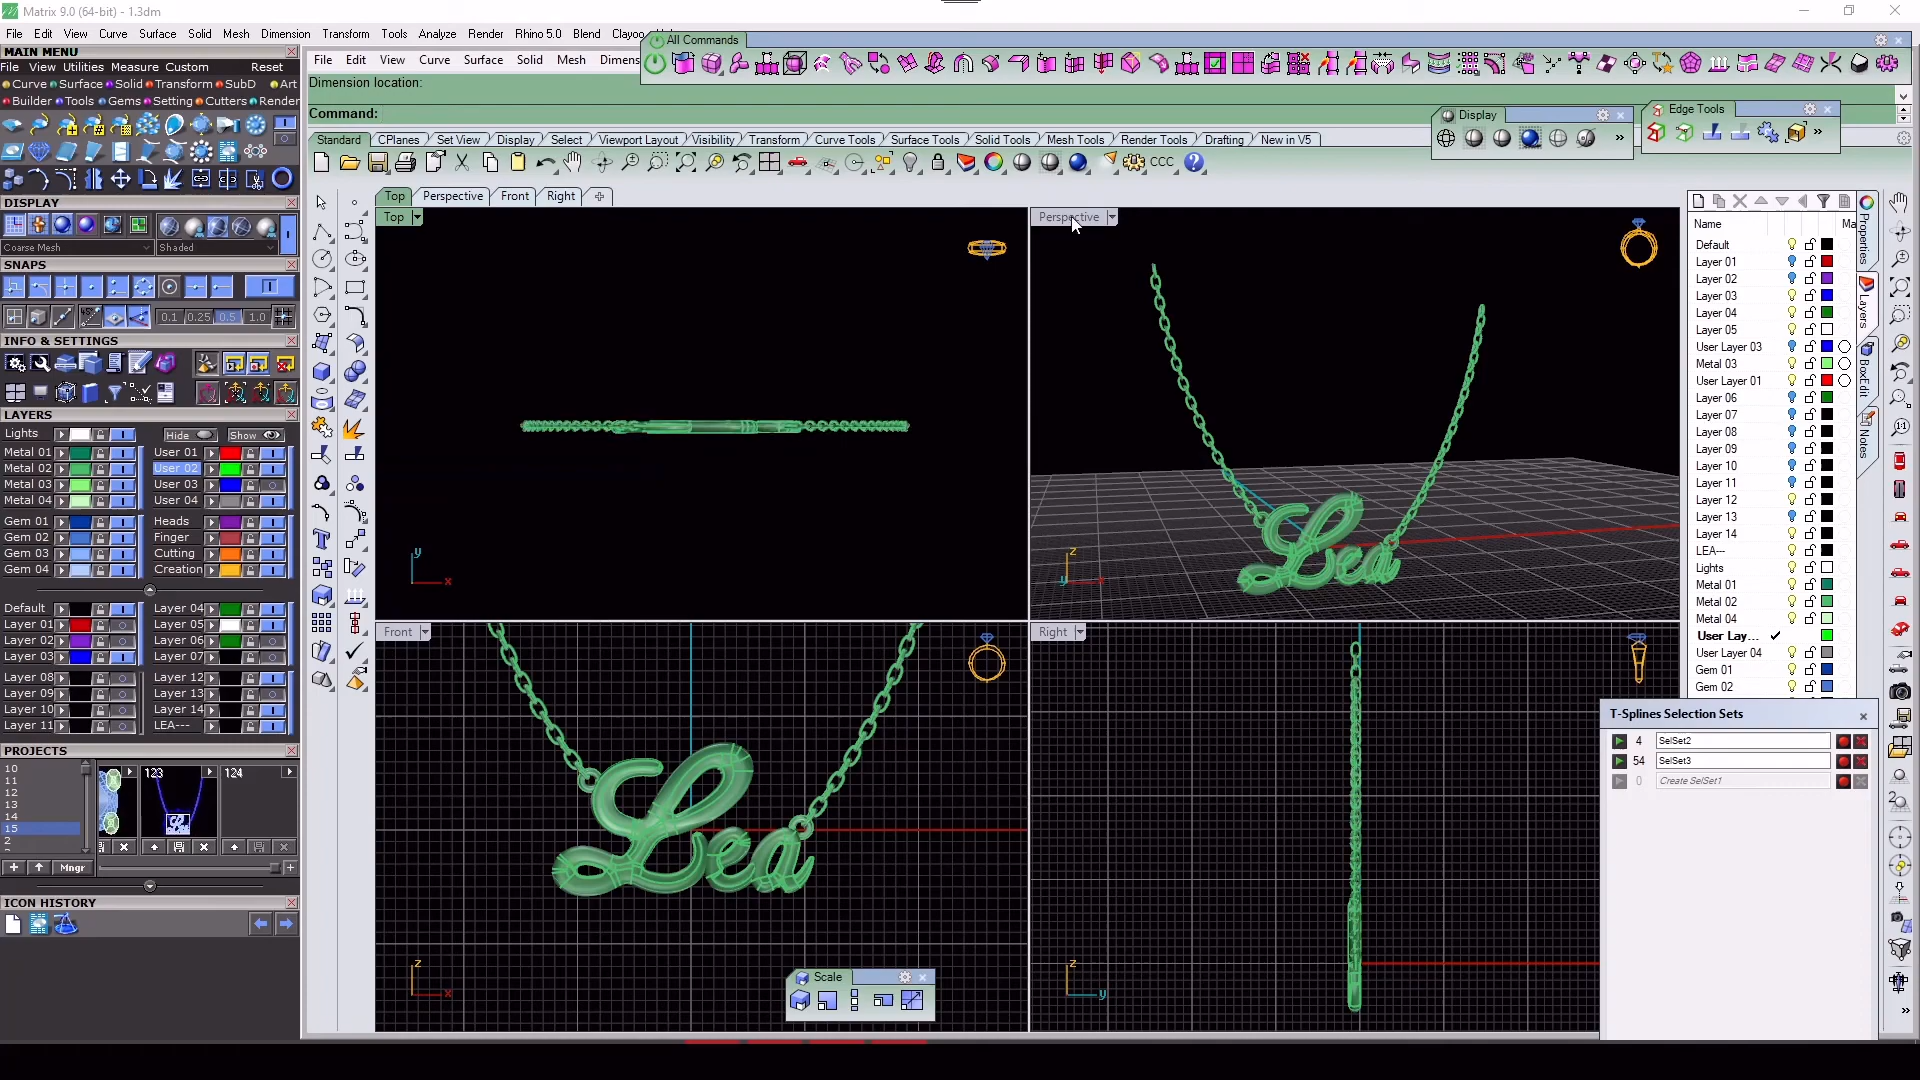 Matrix 9.0 (64-bit) - 1.3dm
File Edit View Curve Surface Solid Mesh Dimension Transform Tools Analyze Render Rhino 5.0 Blend Clayoo
All Commands
MAIN MENU
File View Utilities Measure Custom Reset
Curve Surface Solid Transform SubD Art
Builder Tools Gems Setting Cutters Render
File Edit View Curve Surface Solid Mesh Dimens
Dimension location:
Command:
Display
Edge Tools
Standard CPlanes Set View Display Select Viewport Layout Visibility Transform Curve Tools Surface Tools Solid Tools Mesh Tools Render Tools Drafting New in V5
CCC
Top Perspective Front Right
Top
Perspective
DISPLAY
Coarse Mesh Shaded
SNAPS
0.1 0.25 0.5 1.0
INFO & SETTINGS
LAYERS
Lights Hide Show
Metal 01 User 01
Metal 02 User 02
Metal 03 User 03
Metal 04 User 04
Gem 01 Heads
Gem 02 Finger
Gem 03 Cutting
Gem 04 Creation
Default Layer 04
Layer 01 Layer 05
Layer 02 Layer 06
Layer 03 Layer 07
Layer 08 Layer 12
Layer 09 Layer 13
Layer 10 Layer 14
Layer 11 LEA---
PROJECTS
10
11
12
13
14
15
2
123
124
Mngr
ICON HISTORY
y
x
z
y
x
Lea
Front
Lea
z
x
Scale
Right
z
y
Name Ma
Default
Layer 01
Layer 02
Layer 03
Layer 04
Layer 05
User Layer 03
Metal 03
User Layer 01
Layer 06
Layer 07
Layer 08
Layer 09
Layer 10
Layer 11
Layer 12
Layer 13
Layer 14
LEA---
Lights
Metal 01
Metal 02
Metal 04
User Lay...
User Layer 04
Gem 01
Gem 02
Properties
Layers
BoxEdit
Notes
T-Splines Selection Sets
4 SelSet2
54 SelSet3
0 Create SelSet1